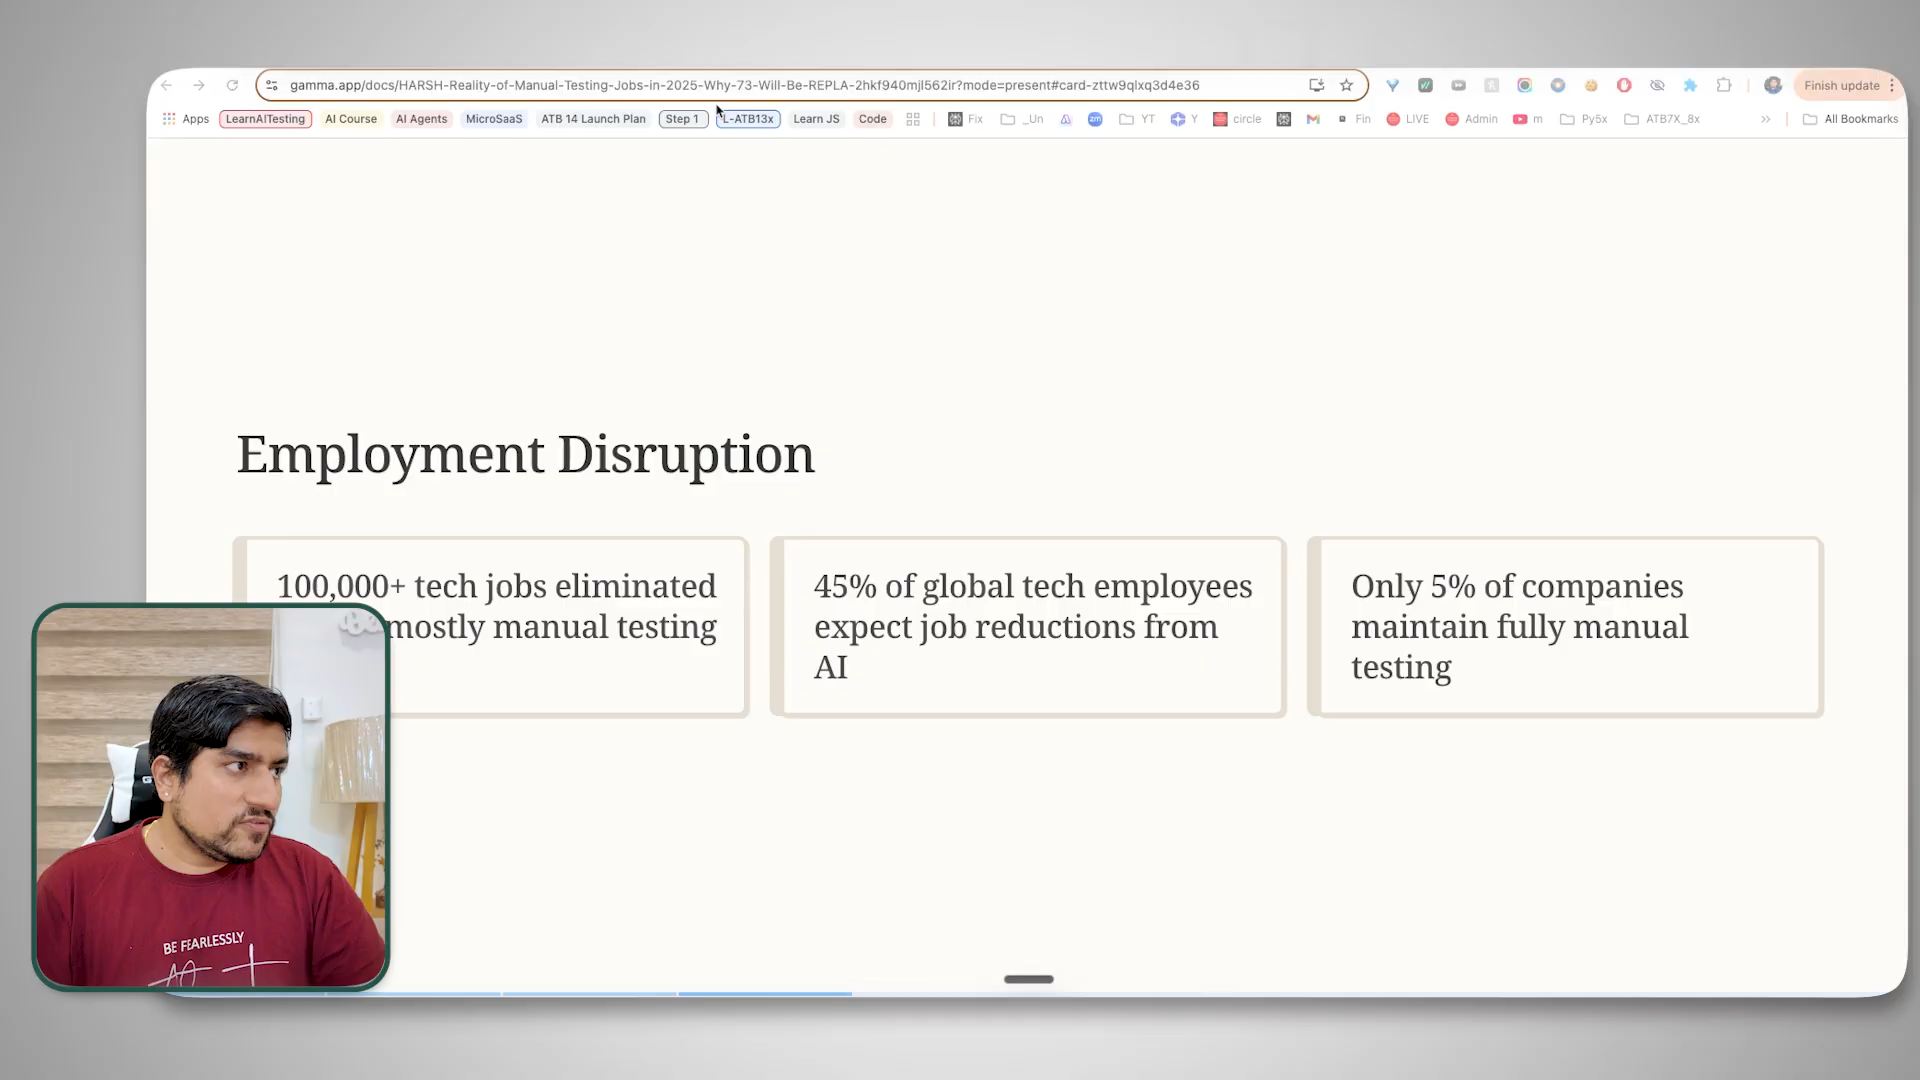 gamma.app/docs/HARSH-Reality-of-Manual-Testing-Jobs-in-2025-Why-73-Will-Be-REPLA-2hkf940mjl562ir?mode=present#card-zttw9qlxq3d4e36
Finish update
Apps LearnAITesting AI Course AI Agents MicroSaaS ATB 14 Launch Plan Step 1 L-ATB13x Learn JS Code Fix _Un zm YT Y circle Fin LIVE Admin m Py5x ATB7X_8x All Bookmarks
Employment Disruption
100,000+ tech jobs eliminated
mostly manual testing
45% of global tech employees
expect job reductions from
AI
Only 5% of companies
maintain fully manual
testing
BE FEARLESSLY